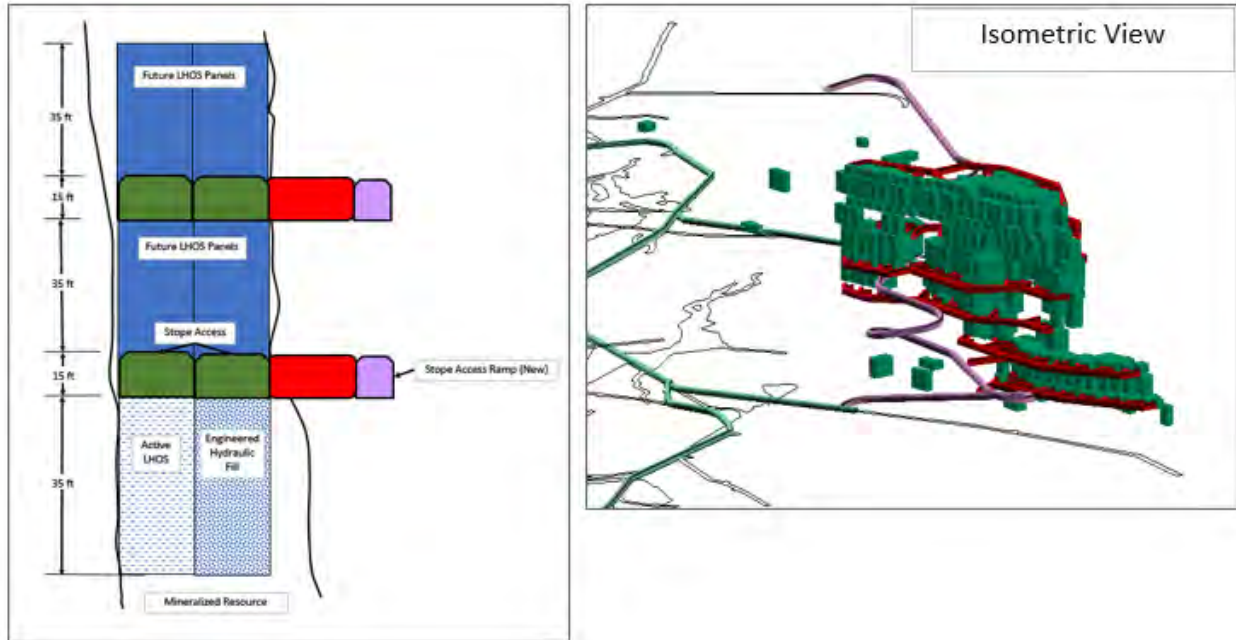 Isometric View
Future LHOS Panels
35 ft
15 ft
Future LHOS Panels
35 ft
Stope Access
15 ft
Stope Access Ramp (New)
Active
LHOS
Engineered
Hydraulic
Fill
35 ft
Mineralized Resource